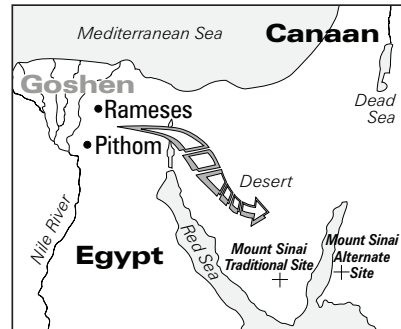 Mediterranean Sea
Canaan
Goshen
•Rameses
Dead
Sea
•Pithom
Desert
Nile River
Red Sea
Egypt
Mount Sinai
Traditional Site
Mount Sinai
Alternate
Site